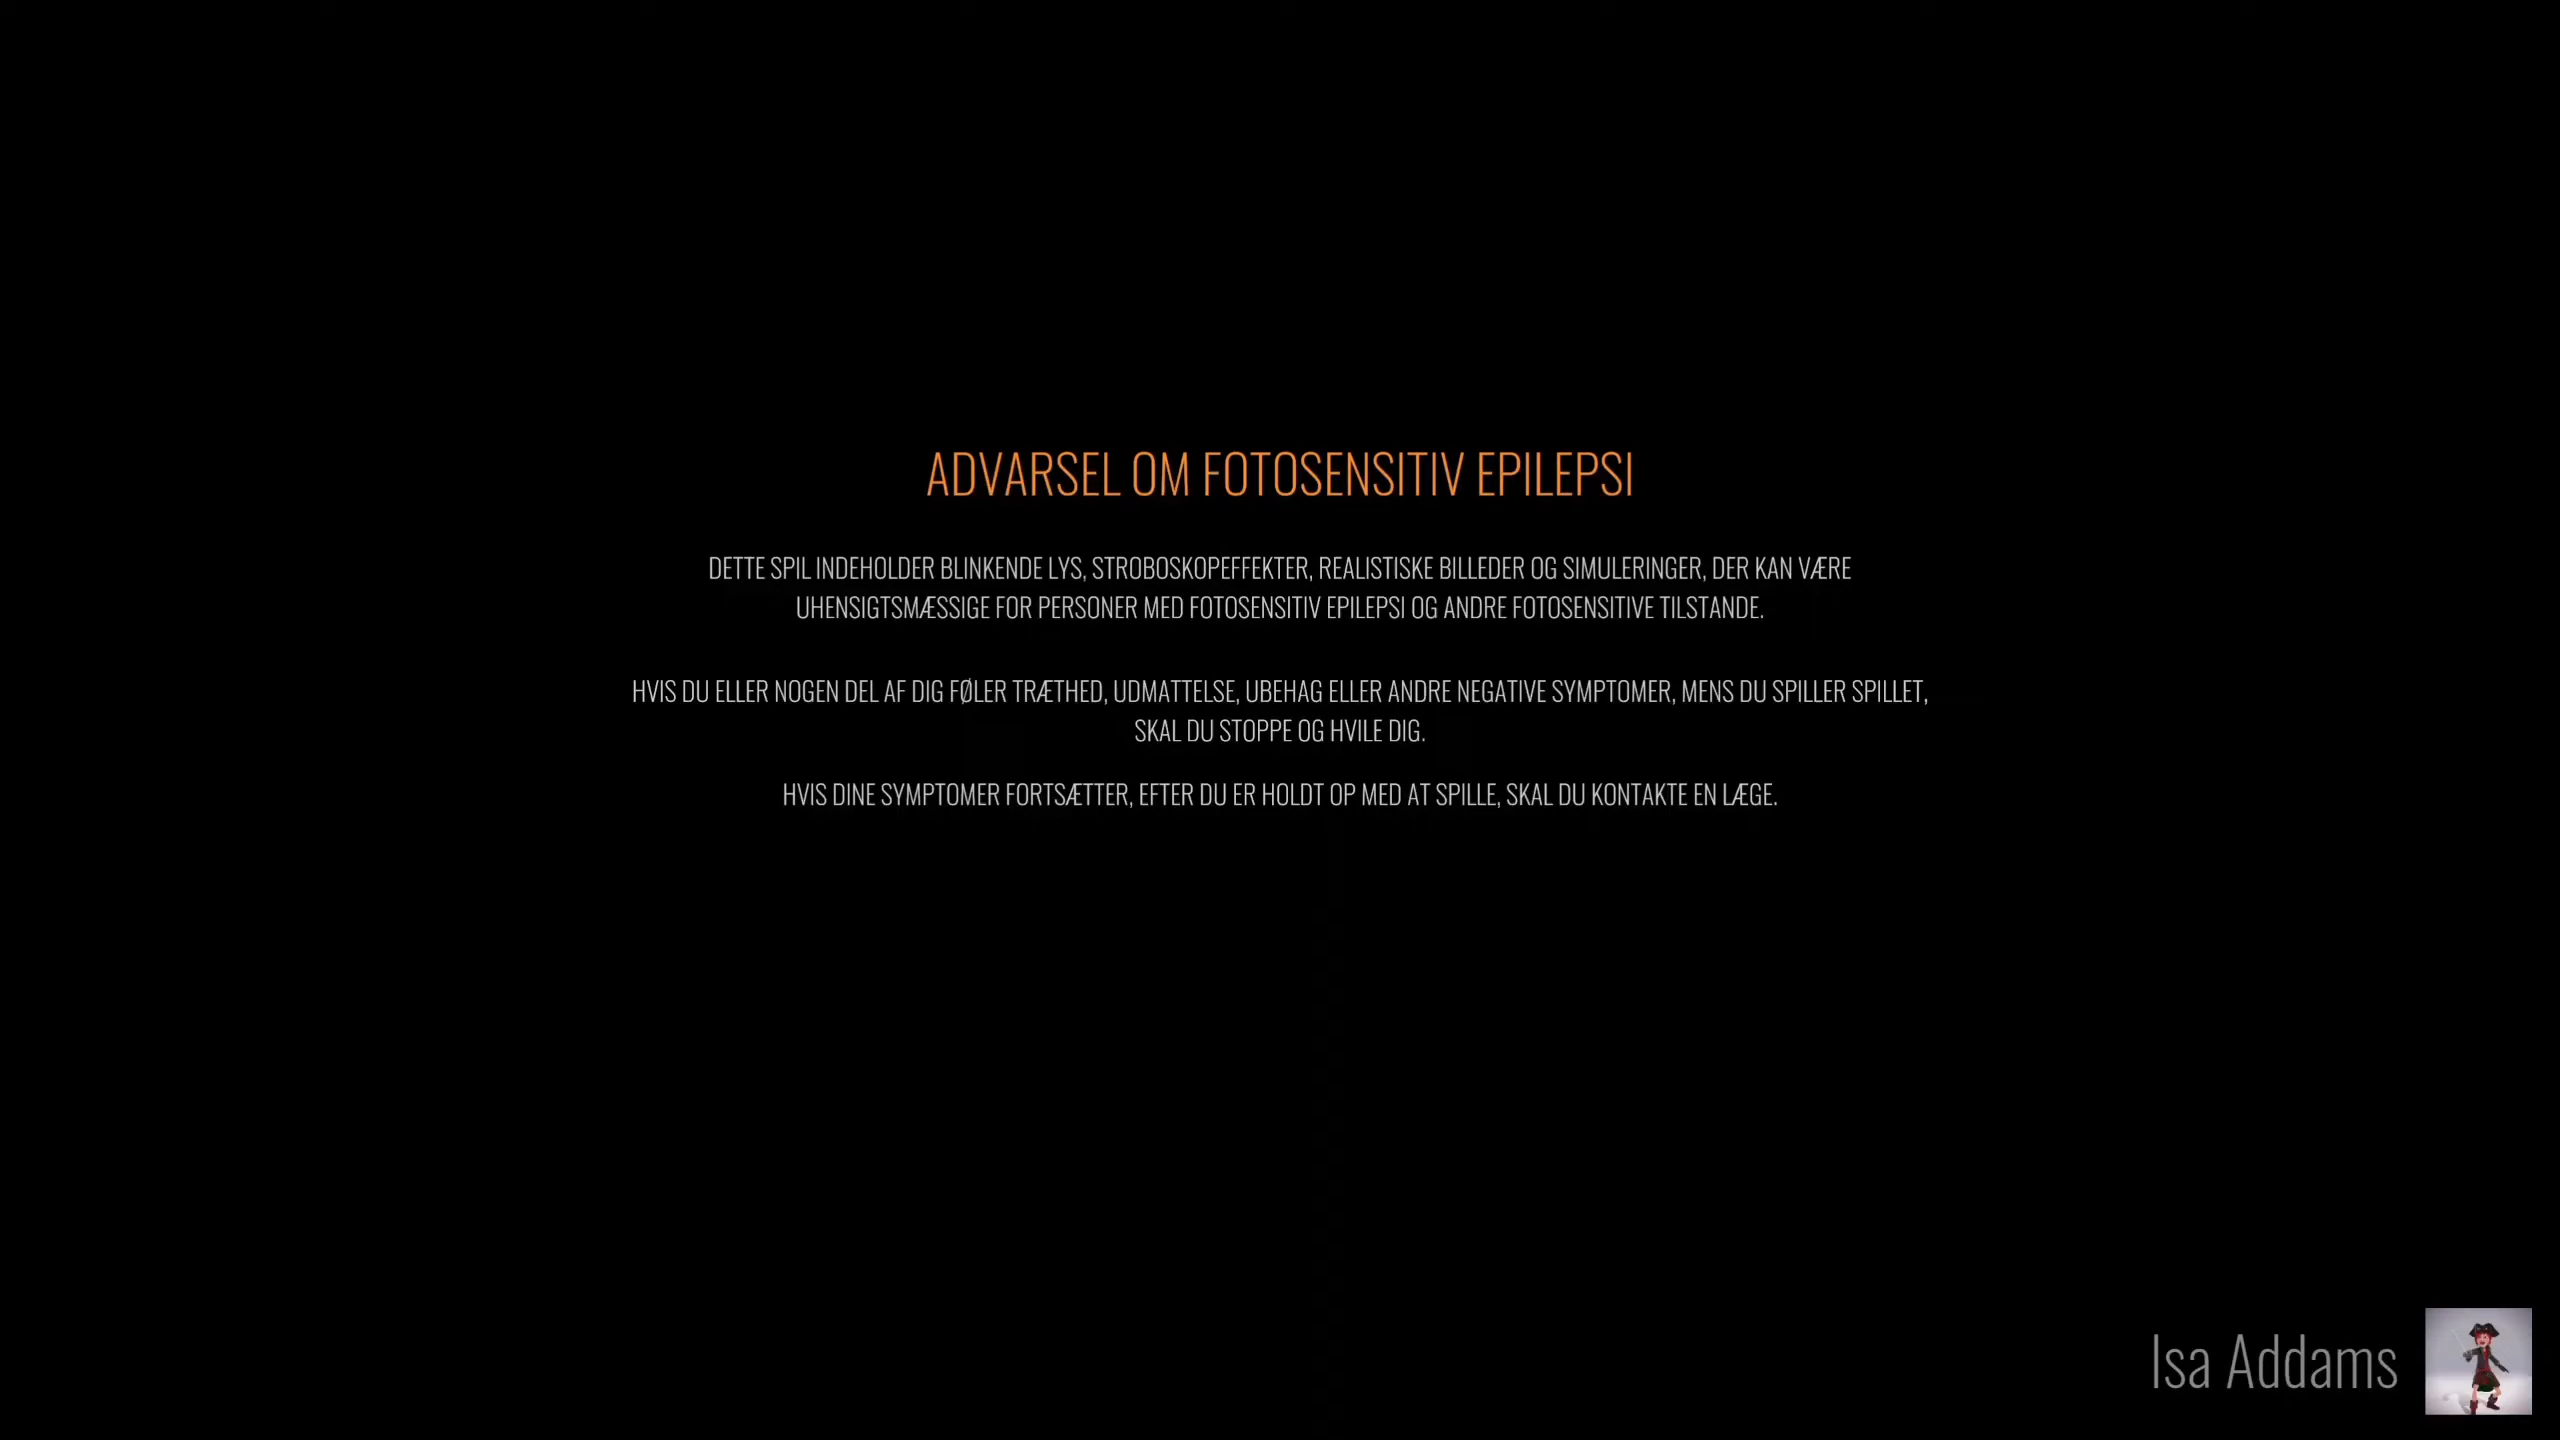 ADVARSEL OM FOTOSENSITIV EPILEPSI
DETTE SPIL INDEHOLDER BLINKENDE LYS, STROBOSKOPEFFEKTER, REALISTISKE BILLEDER OG SIMULERINGER, DER KAN VÆRE
UHENSIGTSMÆSSIGE FOR PERSONER MED FOTOSENSITIV EPILEPSI OG ANDRE FOTOSENSITIVE TILSTANDE.
HVIS DU ELLER NOGEN DEL AF DIG FØLER TRÆTHED, UDMATTELSE, UBEHAG ELLER ANDRE NEGATIVE SYMPTOMER, MENS DU SPILLER SPILLET,
SKAL DU STOPPE OG HVILE DIG.
HVIS DINE SYMPTOMER FORTSÆTTER, EFTER DU ER HOLDT OP MED AT SPILLE, SKAL DU KONTAKTE EN LÆGE.
Isa Addams